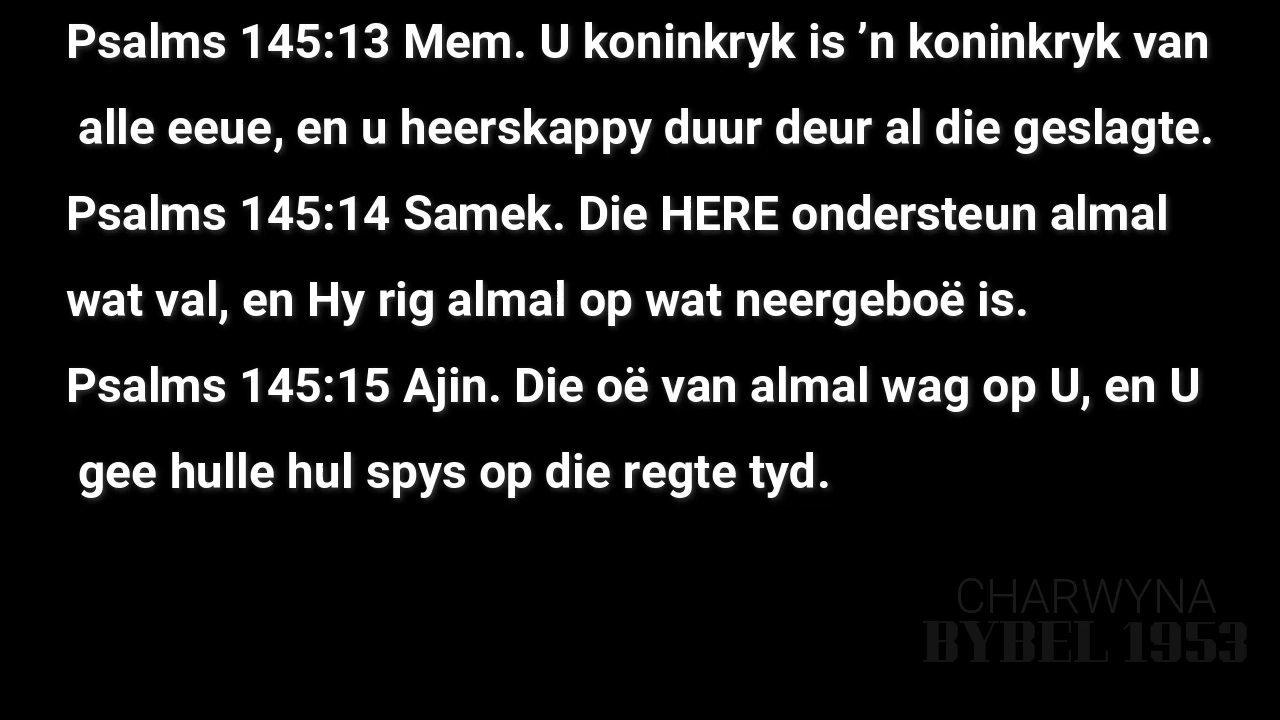 Psalms 145:13 Mem. U koninkryk is ’n koninkryk van
alle eeue, en u heerskappy duur deur al die geslagte.
Psalms 145:14 Samek. Die HERE ondersteun almal
wat val, en Hy rig almal op wat neergeboë is.
Psalms 145:15 Ajin. Die oë van almal wag op U, en U
gee hulle hul spys op die regte tyd.
CHARWYNA
BYBEL 1953